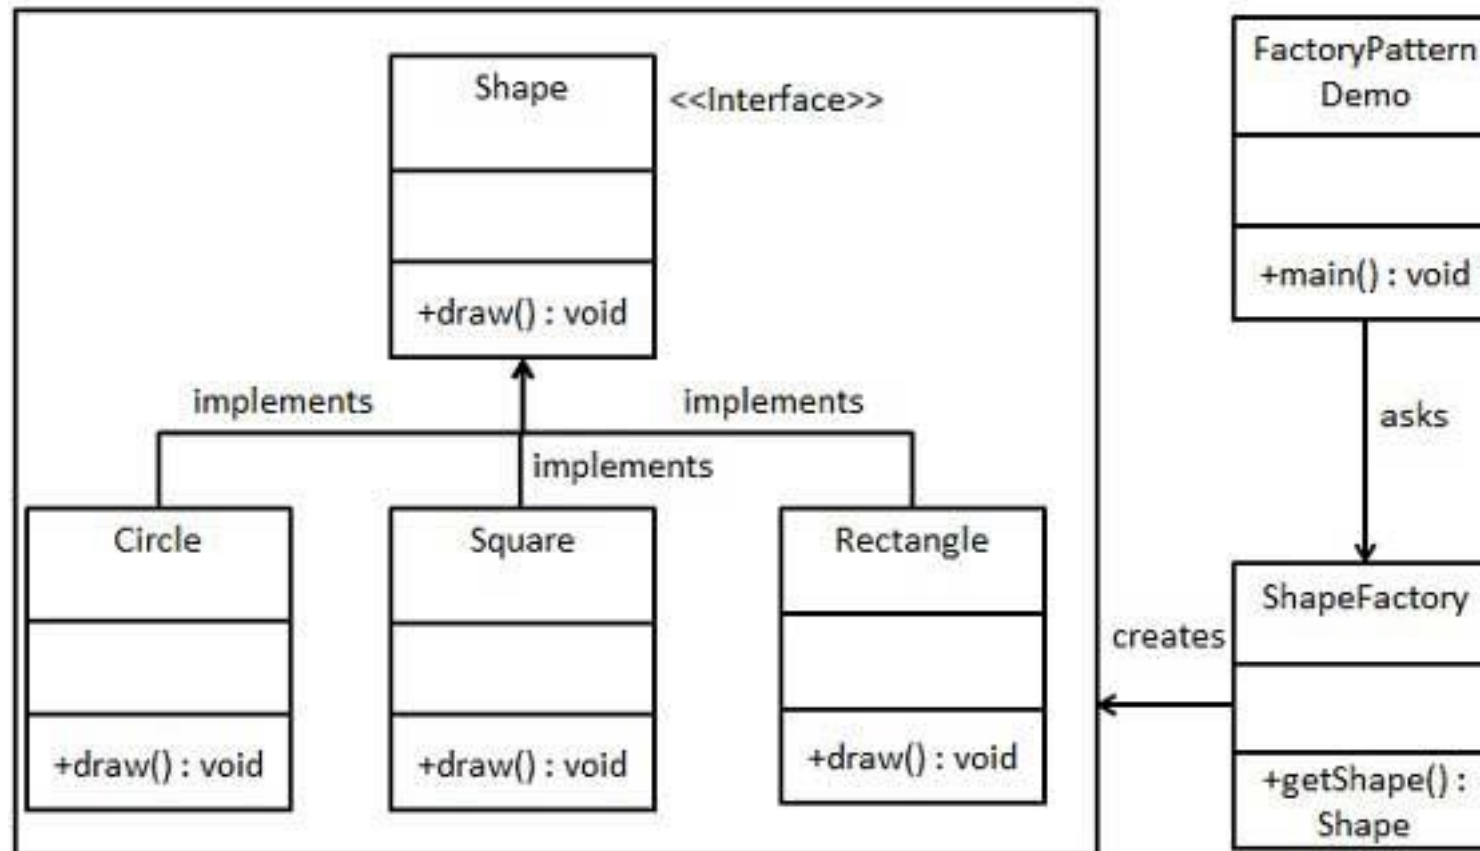 Shape
<<Interface>>
+draw() : void
implements
implements
implements
Circle
+draw() : void
Square
+draw() : void
Rectangle
+draw() : void
FactoryPattern
Demo
+main() : void
asks
creates
ShapeFactory
+getShape() :
Shape